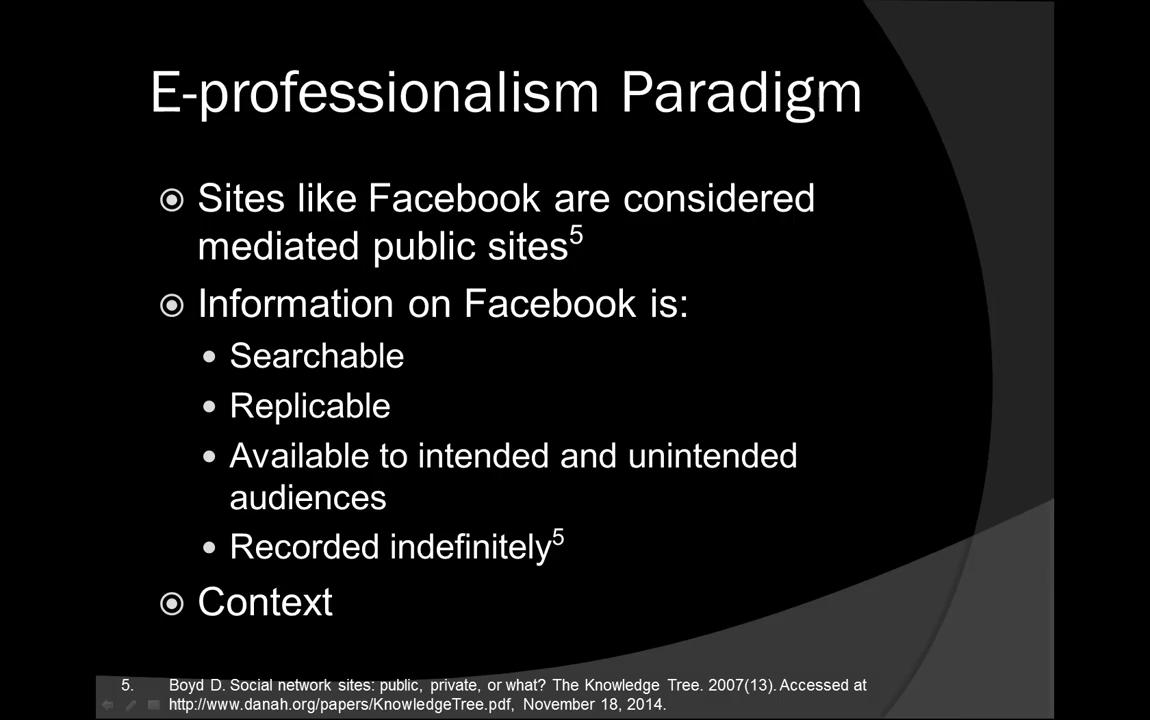 E-professionalism Paradigm
Sites like Facebook are considered
mediated public sites5
Information on Facebook is:
Searchable
Replicable
Available to intended and unintended
audiences
Recorded indefinitely5
Context
5. Boyd D. Social network sites: public, private, or what? The Knowledge Tree. 2007(13). Accessed at
http://www.danah.org/papers/KnowledgeTree.pdf, November 18, 2014.